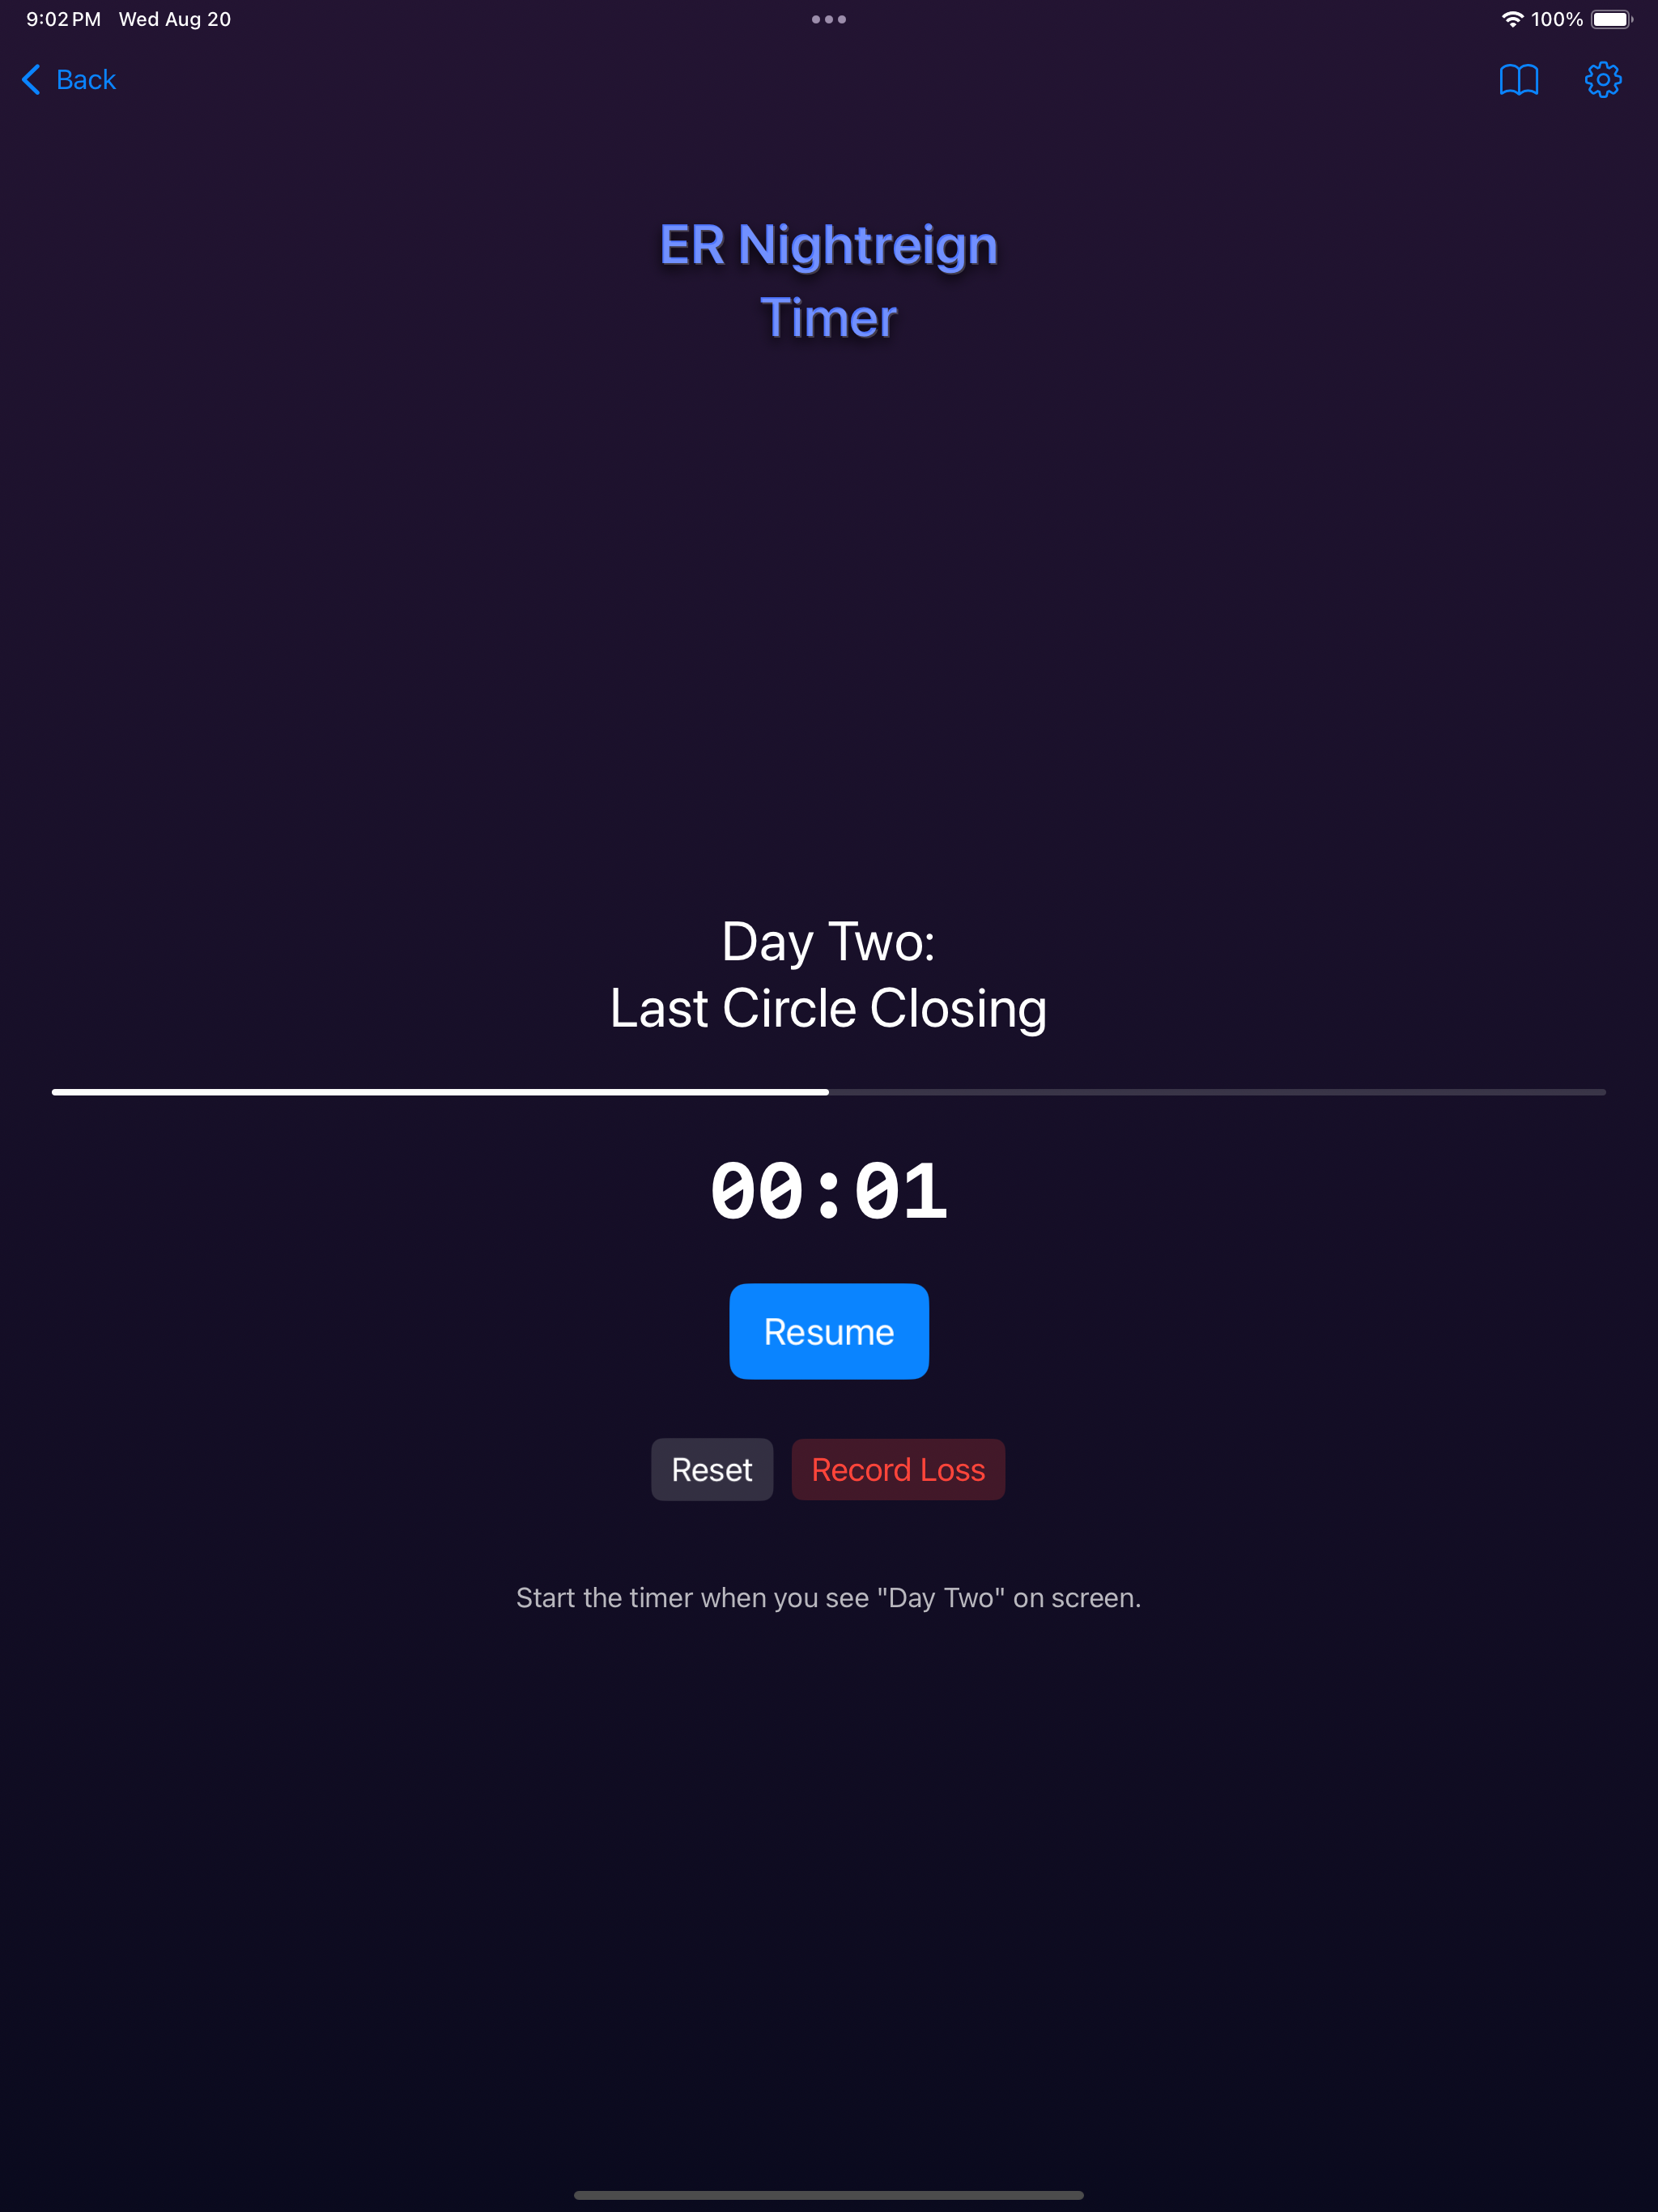 9:02 PM Wed Aug 20
100%
Back
ER Nightreign
Timer
Day Two:
Last Circle Closing
00:01
Resume
Reset Record Loss
Start the timer when you see "Day Two" on screen.